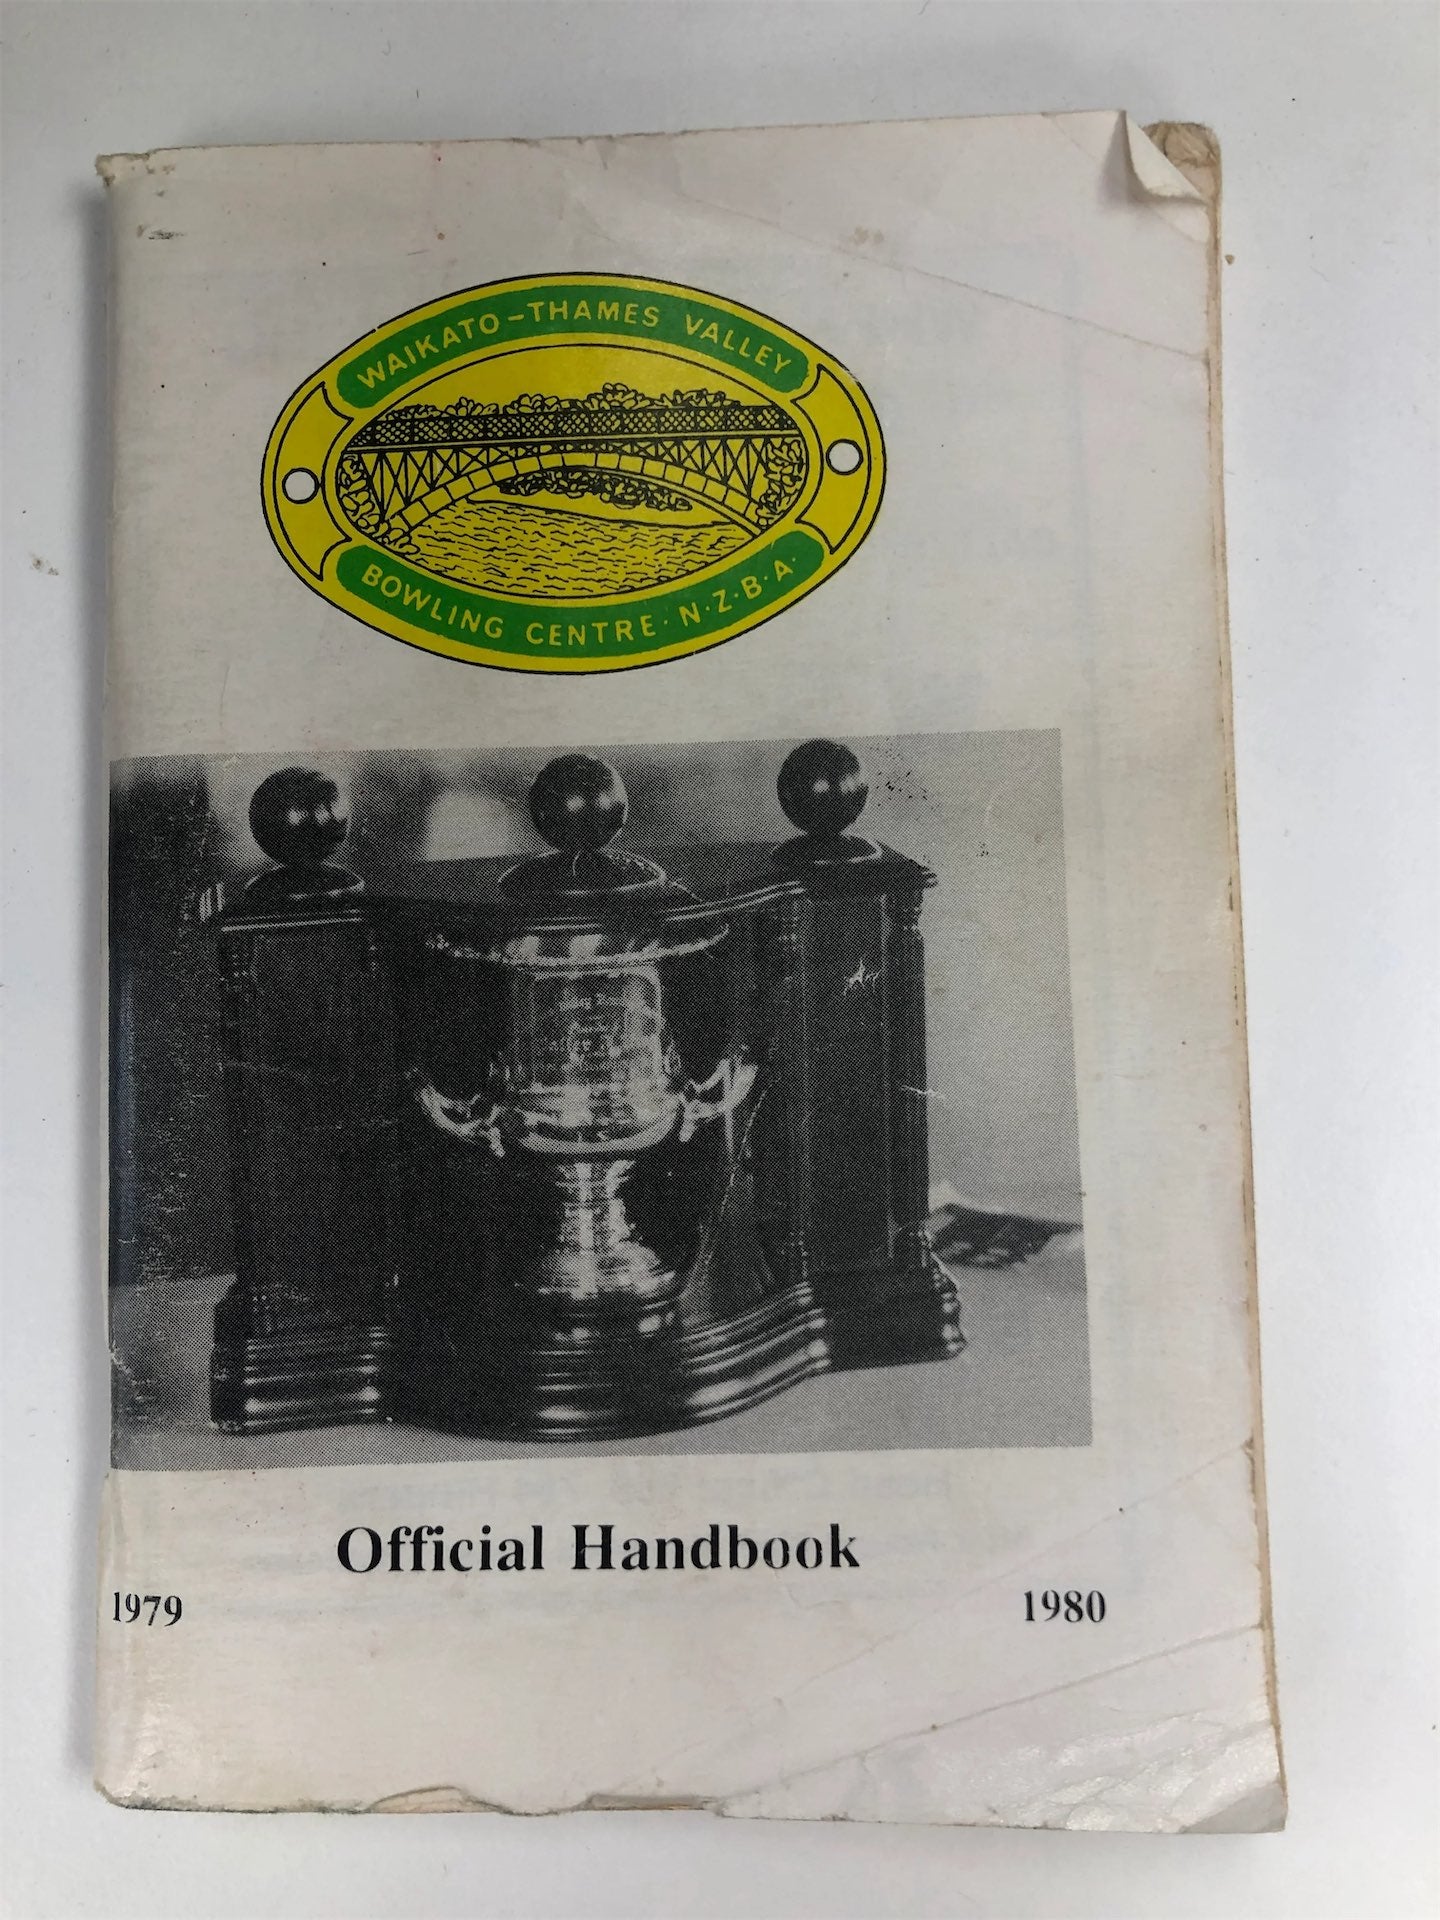 WAIKATO-THAMES VALLEY
BOWLING CENTRE · N·Z·B·A·
Official Handbook
1979 1980